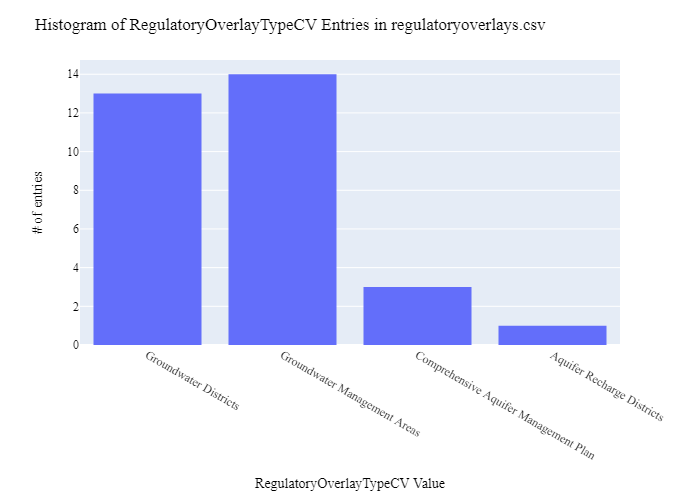 Histogram of RegulatoryOverlayTypeCV Entries in regulatoryoverlays.csv
# of entries
14
12
10
8
6
4
2
0
Groundwater Districts
Groundwater Management Areas
Comprehensive Aquifer Management Plan
Aquifer Recharge Districts
RegulatoryOverlayTypeCV Value